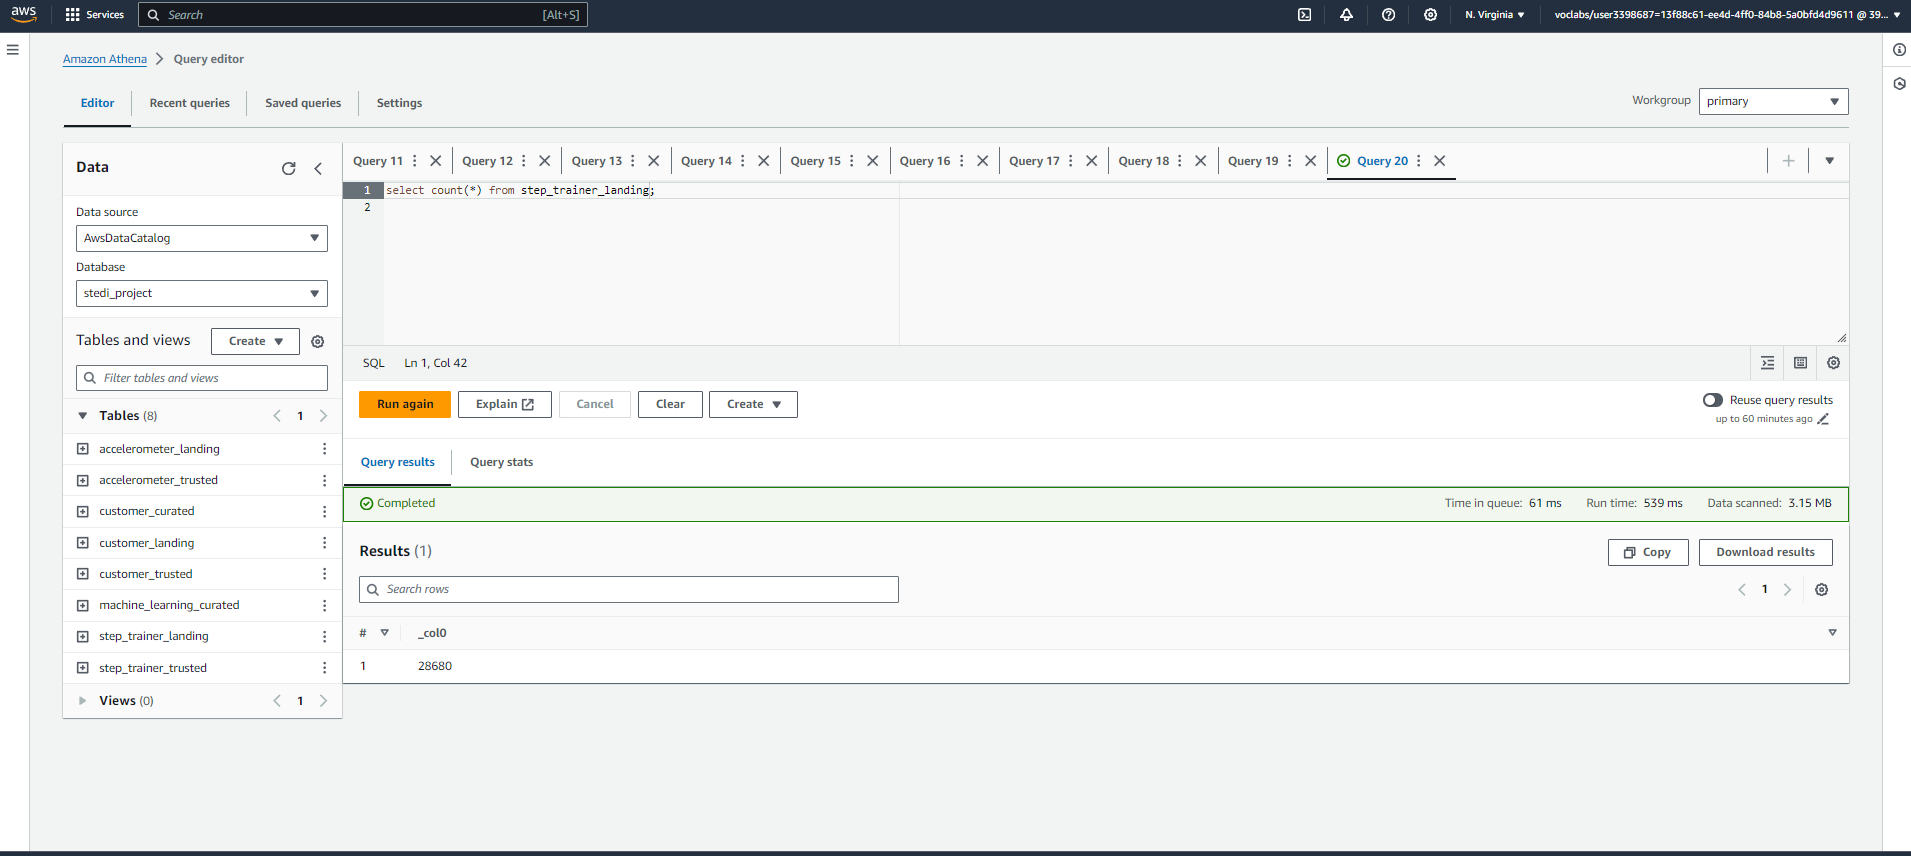 aws Services Search [Alt+S] N. Virginia voclabs/user3398687=13f88c61-ee4d-4ff0-84b8-5a0bfd4d9611 @ 39...
Amazon Athena > Query editor
Editor Recent queries Saved queries Settings
Workgroup primary
Data
Data source
AwsDataCatalog
Database
stedi_project
Tables and views Create
Filter tables and views
Tables (8) 1
accelerometer_landing
accelerometer_trusted
customer_curated
customer_landing
customer_trusted
machine_learning_curated
step_trainer_landing
step_trainer_trusted
Views (0) 1
Query 11 Query 12 Query 13 Query 14 Query 15 Query 16 Query 17 Query 18 Query 19 Query 20
1 select count(*) from step_trainer_landing;
2
SQL Ln 1, Col 42
Run again Explain Cancel Clear Create
Reuse query results
up to 60 minutes ago
Query results Query stats
Completed Time in queue: 61 ms Run time: 539 ms Data scanned: 3.15 MB
Results (1) Copy Download results
Search rows 1
# _col0
1 28680